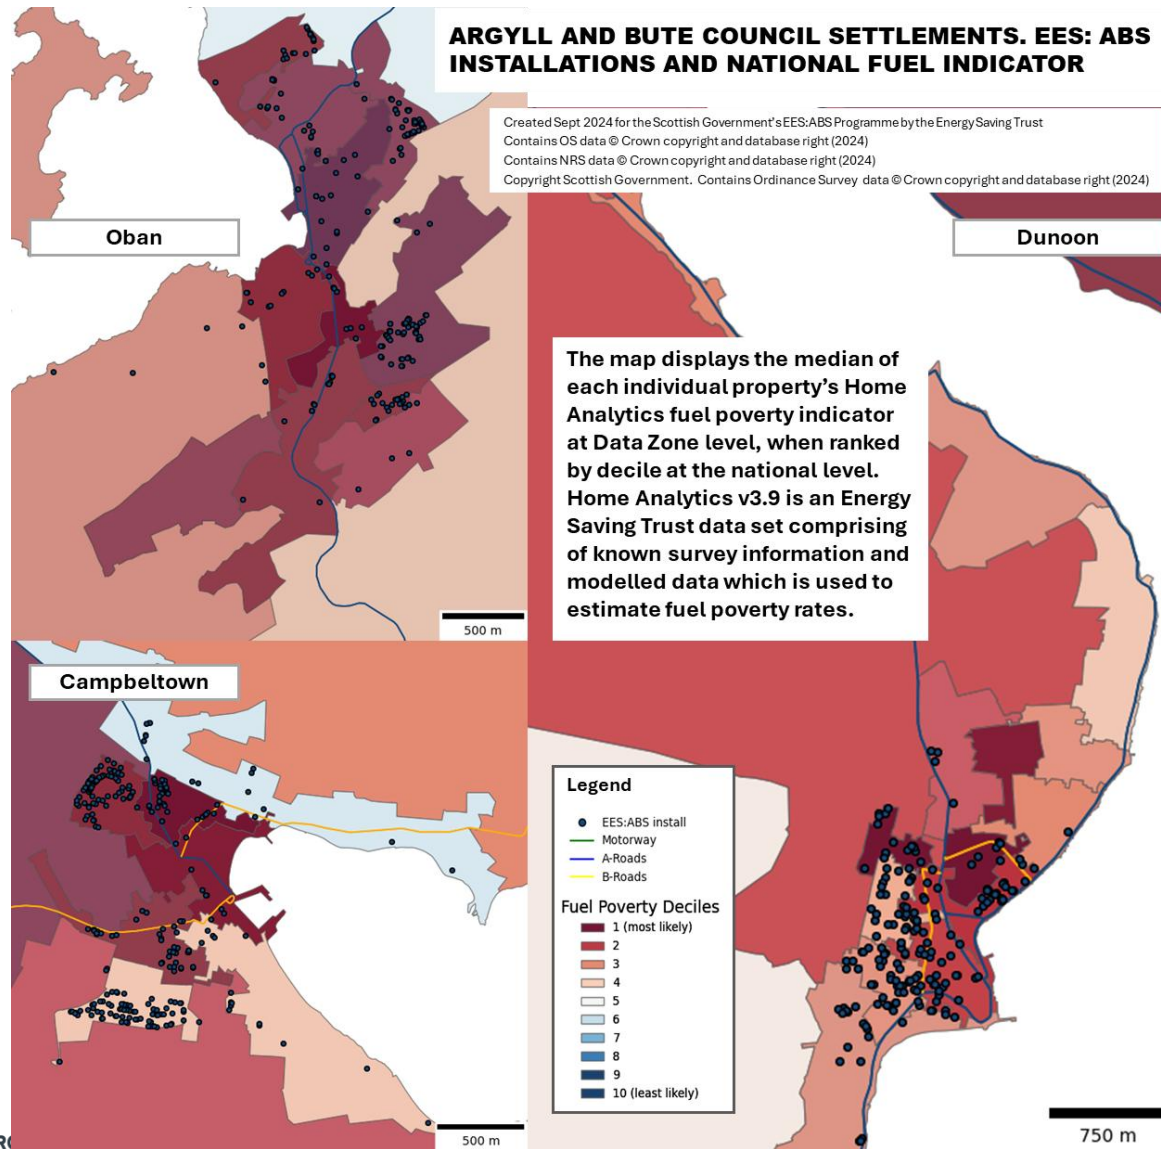 ARGYLL AND BUTE COUNCIL SETTLEMENTS. EES: ABS
INSTALLATIONS AND NATIONAL FUEL INDICATOR
Created Sept 2024 for the Scottish Government's EES:ABS Programme by the Energy Saving Trust
Contains OS data © Crown copyright and database right (2024)
Contains NRS data © Crown copyright and database right (2024)
Copyright Scottish Government. Contains Ordinance Survey data © Crown copyright and database right (2024)
Oban
Dunoon
The map displays the median of
each individual property's Home
Analytics fuel poverty indicator
at Data Zone level, when ranked
by decile at the national level.
Home Analytics v3.9 is an Energy
Saving Trust data set comprising
of known survey information and
modelled data which is used to
estimate fuel poverty rates.
500 m
Campbeltown
Legend
EES:ABS install
Motorway
A-Roads
B-Roads
Fuel Poverty Deciles
1 (most likely)
2
3
4
5
6
7
8
9
10 (least likely)
500 m
750 m